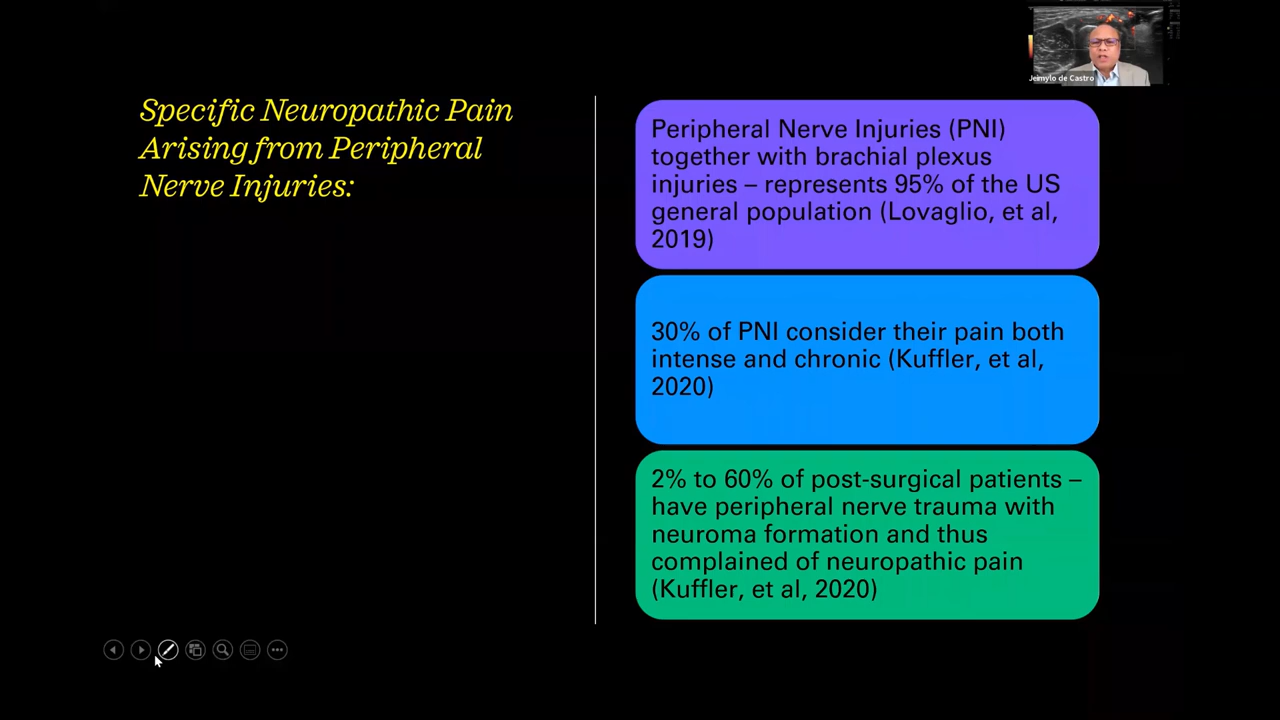 Jeimylo de Castro
Specific Neuropathic Pain
Arising from Peripheral
Nerve Injuries:
Peripheral Nerve Injuries (PNI)
together with brachial plexus
injuries – represents 95% of the US
general population (Lovaglio, et al,
2019)
30% of PNI consider their pain both
intense and chronic (Kuffler, et al,
2020)
2% to 60% of post-surgical patients –
have peripheral nerve trauma with
neuroma formation and thus
complained of neuropathic pain
(Kuffler, et al, 2020)